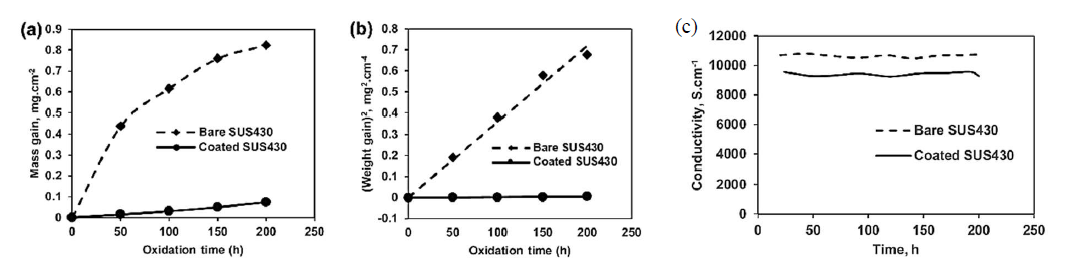 (a)
0.9
0.8
0.7
0.6
0.5
0.4
0.3
0.2
0.1
0
Mass gain, mg.cm-2
Bare SUS430
Coated SUS430
0 50 100 150 200 250
Oxidation time (h)
(b)
0.8
0.7
0.6
0.5
0.4
0.3
0.2
0.1
0
-0.1
(Weight gain)², mg².cm-4
Bare SUS430
Coated SUS430
0 50 100 150 200 250
Oxidation time (h)
(c)
12000
10000
8000
6000
4000
2000
0
Conductivity, S.cm-1
Bare SUS430
Coated SUS430
0 50 100 150 200 250
Time, h